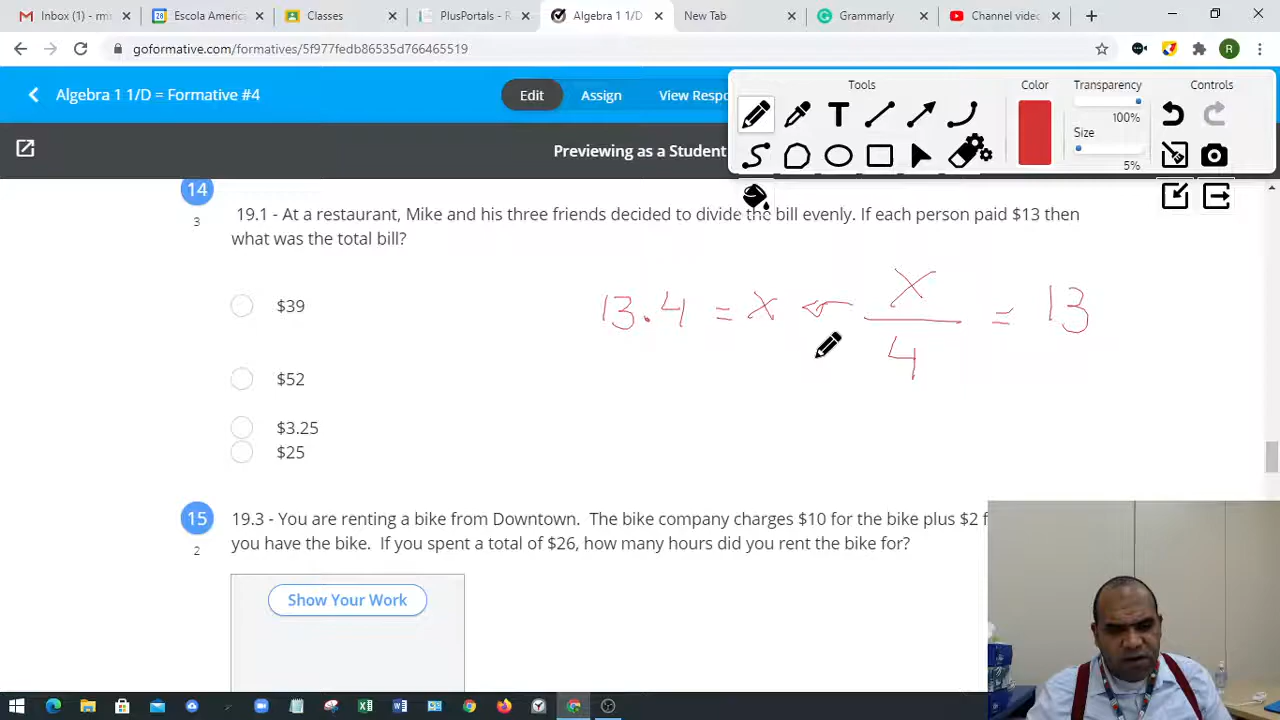 Inbox (1) - rm
Escola America
Classes
PlusPortals - R
Algebra 1 1/D
New Tab
Grammarly
Channel video
goformative.com/formatives/5f977fedb86535d766465519
R
Algebra 1 1/D = Formative #4
Edit
Assign
View Respo
Tools
Color
Transparency
Controls
100%
Size
5%
Previewing as a Student
14
3
19.1 - At a restaurant, Mike and his three friends decided to divide the bill evenly. If each person paid $13 then
what was the total bill?
$39
$52
$3.25
$25
13.4 = x ← x/4 = 13
15
2
19.3 - You are renting a bike from Downtown. The bike company charges $10 for the bike plus $2 f
you have the bike. If you spent a total of $26, how many hours did you rent the bike for?
Show Your Work